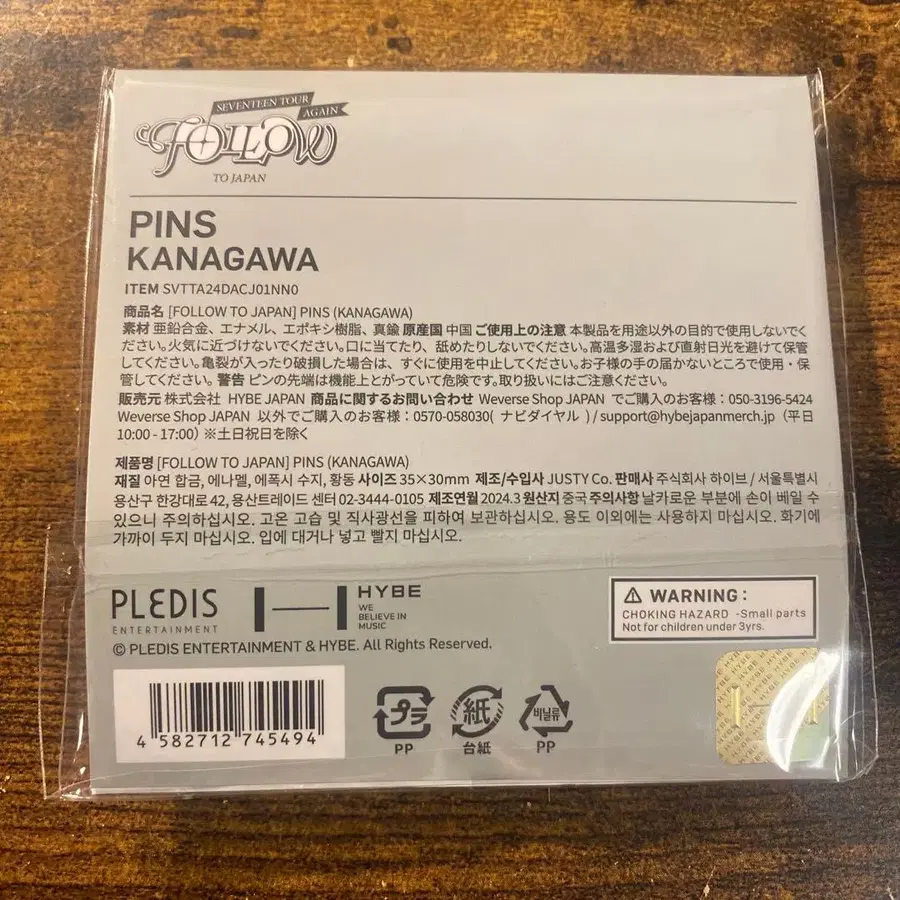 SEVENTEEN TOUR
AGAIN
FOLLOW
TO JAPAN
PINS
KANAGAWA
ITEM SVTTA24DACJ01NN0
商品名 [FOLLOW TO JAPAN] PINS (KANAGAWA)
素材 亜鉛合金、エナメル、エポキシ樹脂、真鍮 原産国 中国 ご使用上の注意 本製品を用途以外の目的で使用しないでく
ださい。火気に近づけないでください。口に当てたり、舐めたりしないでください。高温多湿および直射日光を避けて保管
してください。亀裂が入ったり破損した場合は、すぐに使用を中止してください。お子様の手の届かないところで使用・保
管してください。 警告 ピンの先端は機能上とがっていて危険です。取り扱いにはご注意ください。
販売元 株式会社 HYBE JAPAN 商品に関するお問い合わせ Weverse Shop JAPAN でご購入のお客様：050-3196-5424
Weverse Shop JAPAN 以外でご購入のお客様：0570-058030( ナビダイヤル ) / support@hybejapanmerch.jp（平日
10:00 - 17:00）※土日祝日を除く
제품명 [FOLLOW TO JAPAN] PINS (KANAGAWA)
재질 아연 합금, 에나멜, 에폭시 수지, 황동 사이즈 35×30mm 제조/수입사 JUSTY Co. 판매사 주식회사 하이브 / 서울특별시
용산구 한강대로 42, 용산트레이드 센터 02-3444-0105 제조연월 2024.3 원산지 중국 주의사항 날카로운 부분에 손이 베일 수
있으니 주의하십시오. 고온 고습 및 직사광선을 피하여 보관하십시오. 용도 이외에는 사용하지 마십시오. 화기에
가까이 두지 마십시오. 입에 대거나 넣고 빨지 마십시오.
PLEDIS
ENTERTAINMENT
HYBE
WE
BELIEVE IN
MUSIC
⚠ WARNING :
CHOKING HAZARD -Small parts
Not for children under 3yrs.
© PLEDIS ENTERTAINMENT & HYBE. All Rights Reserved.
4 582712 745494
プラ
PP
紙
台紙
비닐류
PP